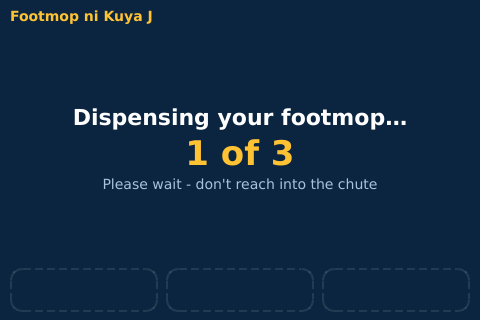 Footmop ni Kuya J
Dispensing your footmop...
1 of 3
Please wait - don't reach into the chute